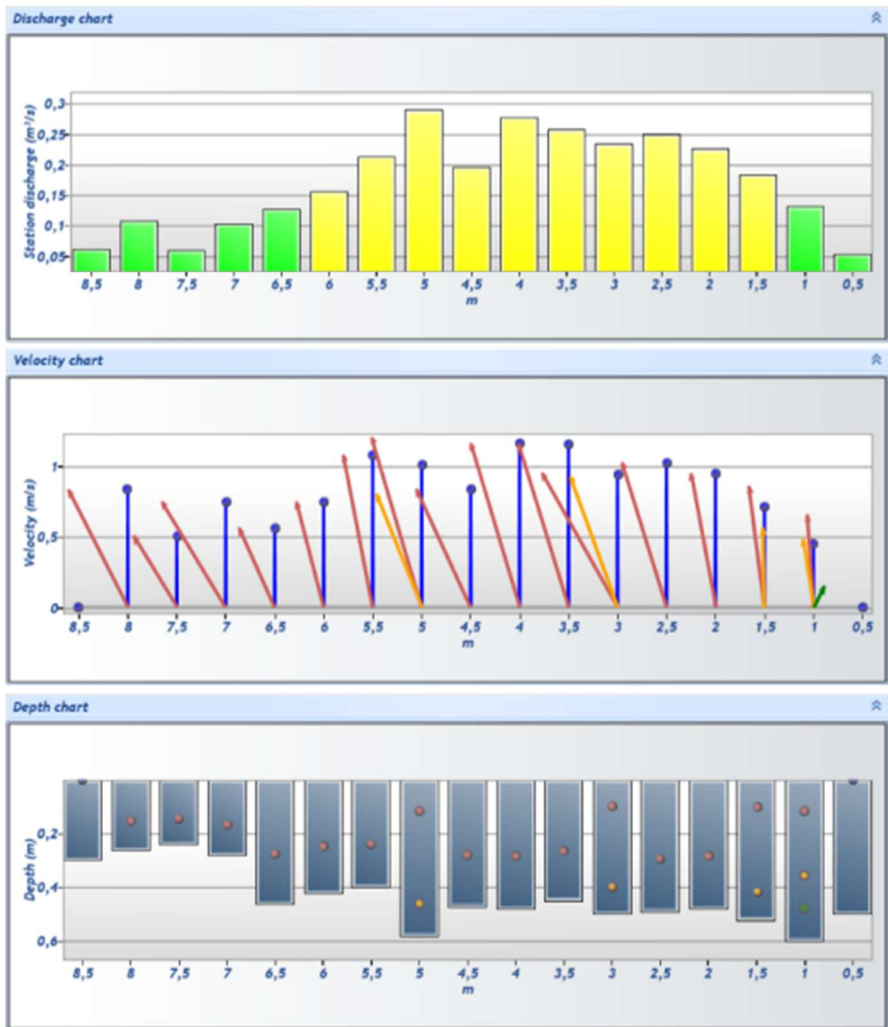 Discharge chart
Station discharge (m³/s)
0,3
0,25
0,2
0,15
0,1
0,05
8,5 8 7,5 7 6,5 6 5,5 5 4,5 4 3,5 3 2,5 2 1,5 1 0,5
m
Velocity chart
Velocity (m/s)
1
0,5
0
8,5 8 7,5 7 6,5 6 5,5 5 4,5 4 3,5 3 2,5 2 1,5 1 0,5
m
Depth chart
Depth (m)
0,2
0,4
0,6
8,5 8 7,5 7 6,5 6 5,5 5 4,5 4 3,5 3 2,5 2 1,5 1 0,5
m